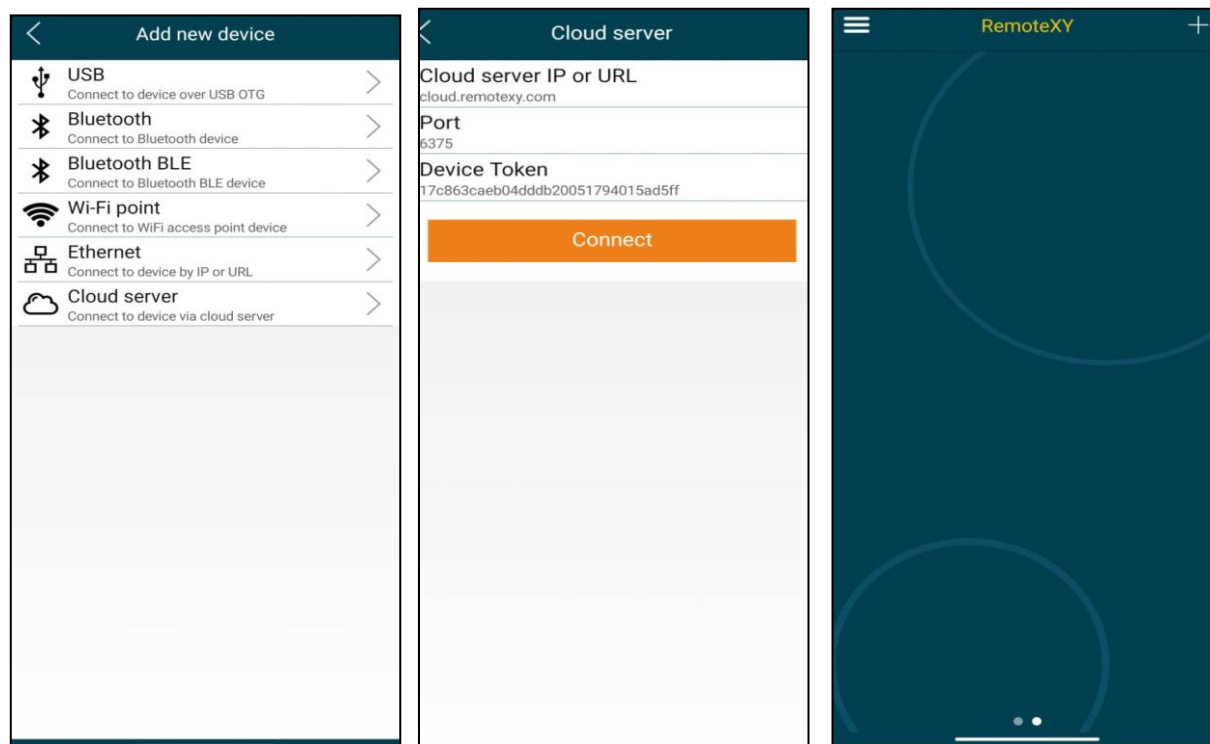 Add new device
USB
Connect to device over USB OTG
Bluetooth
Connect to Bluetooth device
Bluetooth BLE
Connect to Bluetooth BLE device
Wi-Fi point
Connect to WiFi access point device
Ethernet
Connect to device by IP or URL
Cloud server
Connect to device via cloud server
Cloud server
Cloud server IP or URL
cloud.remotexy.com
Port
6375
Device Token
17c863caeb04dddb20051794015ad5ff
Connect
RemoteXY